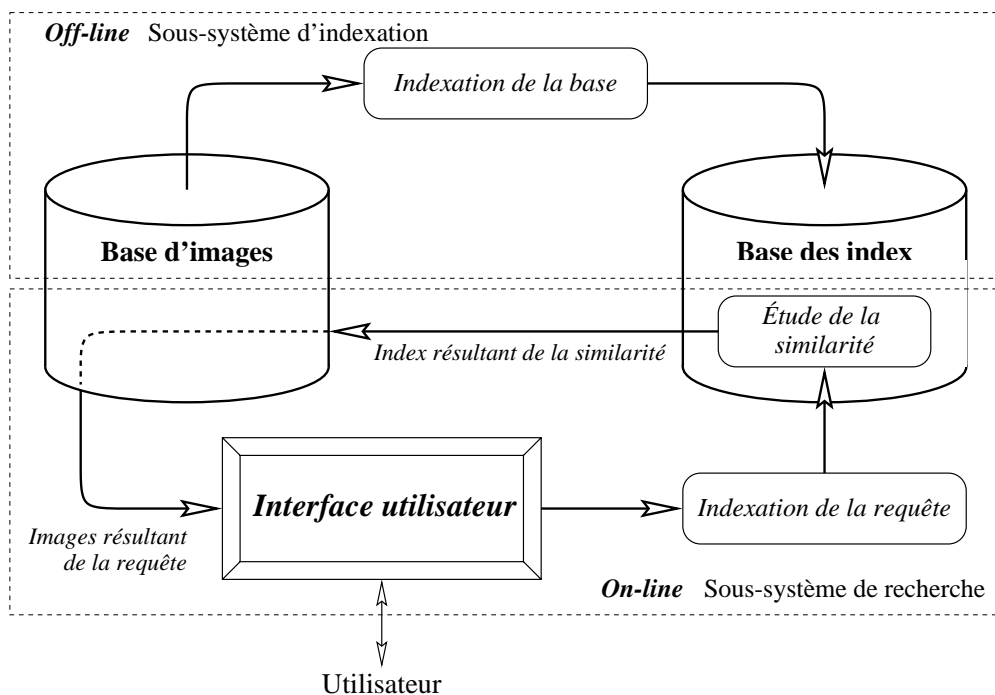 Off-line Sous-système d'indexation
Indexation de la base
Base d'images
Base des index
Étude de la
similarité
Index résultant de la similarité
Interface utilisateur
Indexation de la requête
Images résultant
de la requête
On-line Sous-système de recherche
Utilisateur